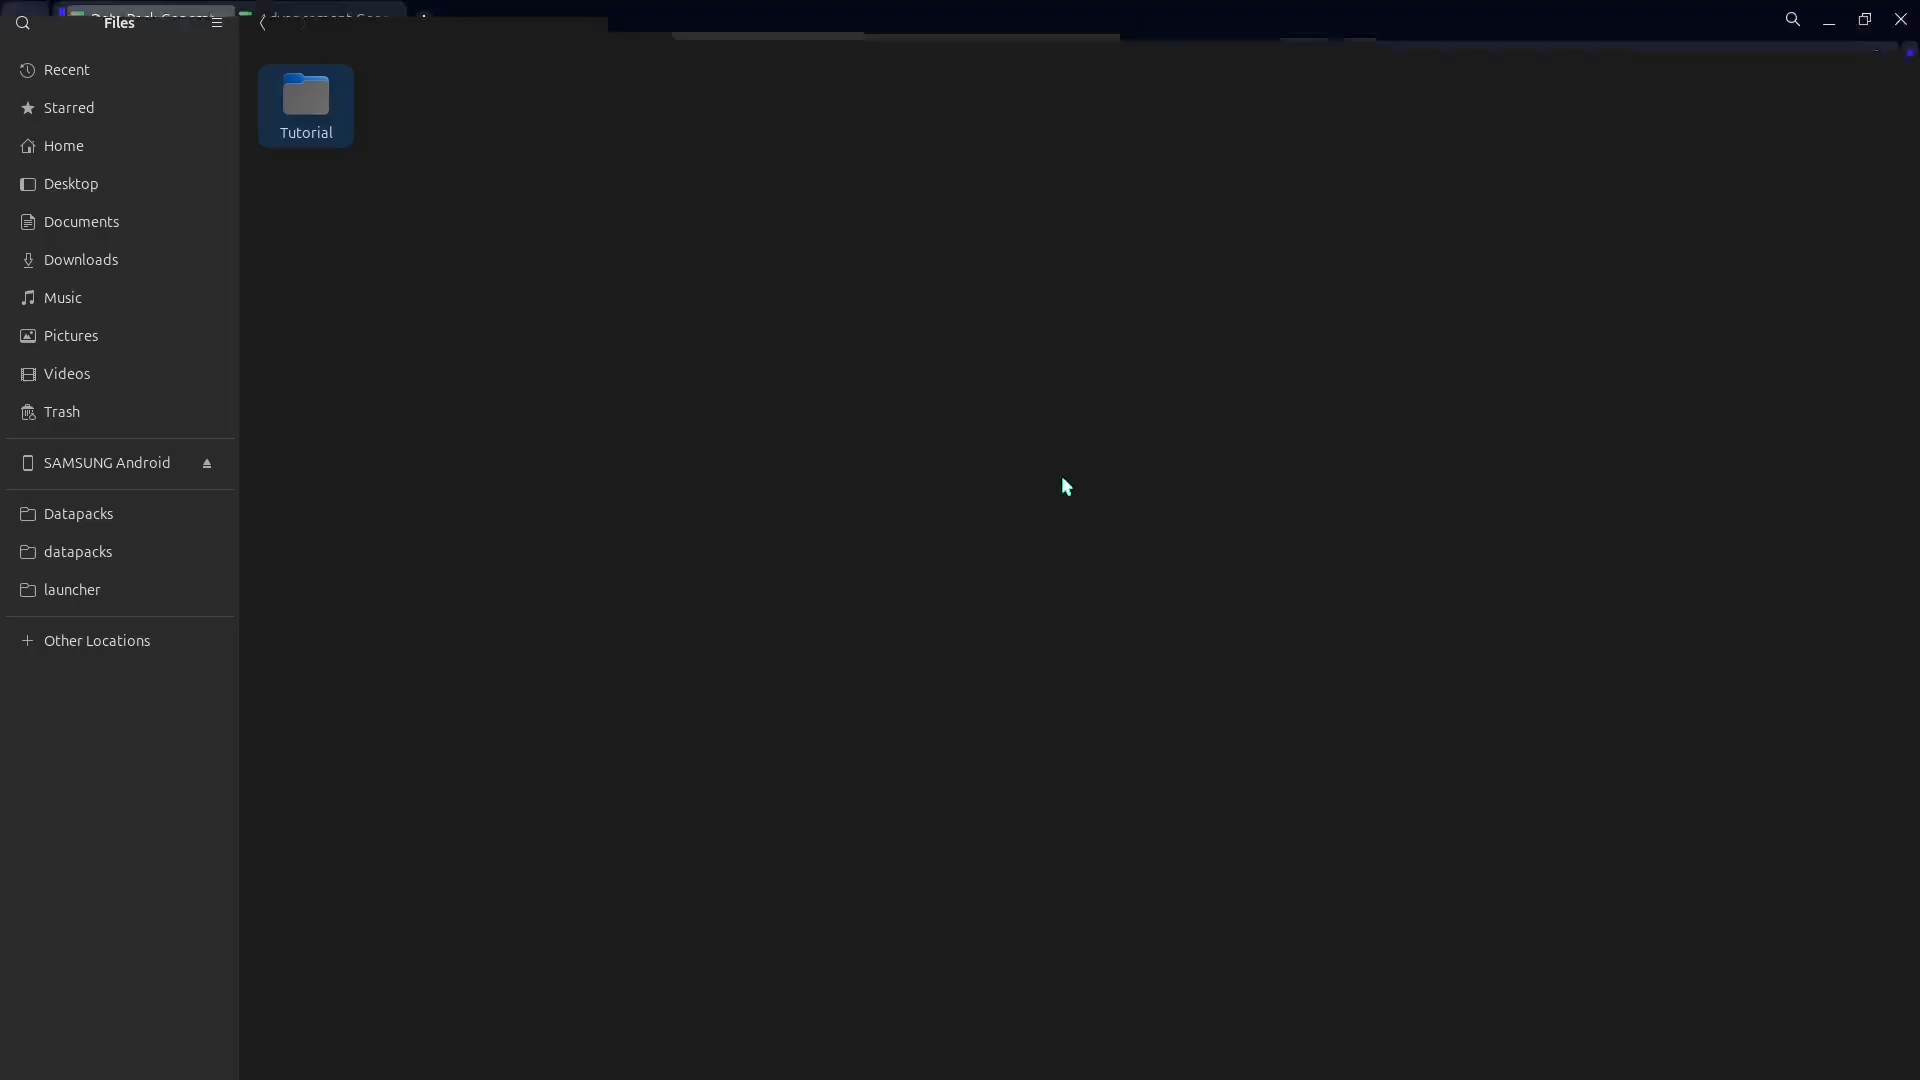 Files
Recent
Starred
Home
Desktop
Documents
Downloads
Music
Pictures
Videos
Trash
SAMSUNG Android
Datapacks
datapacks
launcher
Other Locations
Tutorial